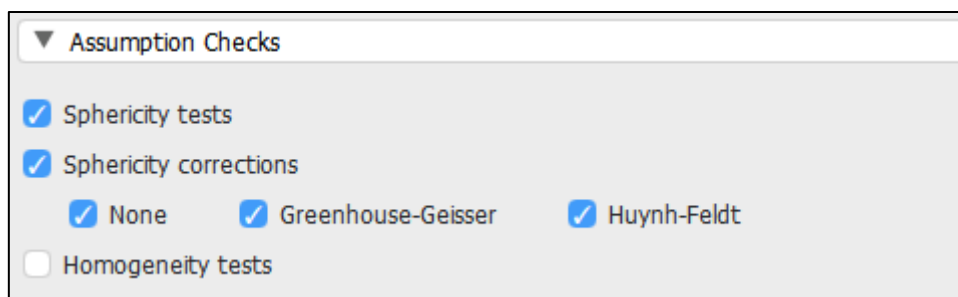 Assumption Checks
Sphericity tests
Sphericity corrections
None Greenhouse-Geisser Huynh-Feldt
Homogeneity tests